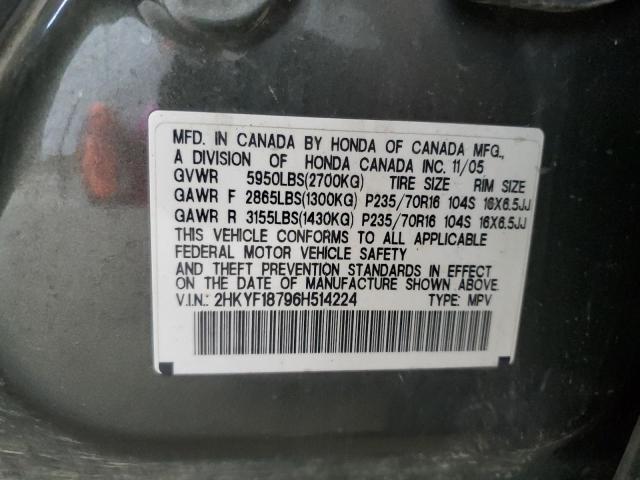 MFD. IN CANADA BY HONDA OF CANADA MFG.,
A DIVISION OF HONDA CANADA INC. 11/05
GVWR 5950LBS(2700KG) TIRE SIZE RIM SIZE
GAWR F 2865LBS(1300KG) P235/70R16 104S 16X6.5JJ
GAWR R 3155LBS(1430KG) P235/70R16 104S 16X6.5JJ
THIS VEHICLE CONFORMS TO ALL APPLICABLE
FEDERAL MOTOR VEHICLE SAFETY
AND THEFT PREVENTION STANDARDS IN EFFECT
ON THE DATE OF MANUFACTURE SHOWN ABOVE.
V.I.N.: 2HKYF18796H514224 TYPE: MPV